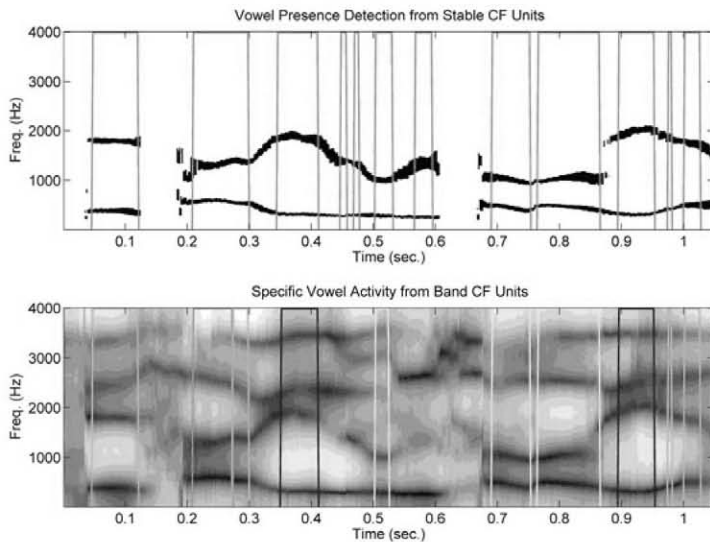 Vowel Presence Detection from Stable CF Units
4000
3000
2000
1000
Freq. (Hz)
0.1 0.2 0.3 0.4 0.5 0.6 0.7 0.8 0.9 1
Time (sec.)
Specific Vowel Activity from Band CF Units
4000
3000
2000
1000
Freq. (Hz)
0.1 0.2 0.3 0.4 0.5 0.6 0.7 0.8 0.9 1
Time (sec.)